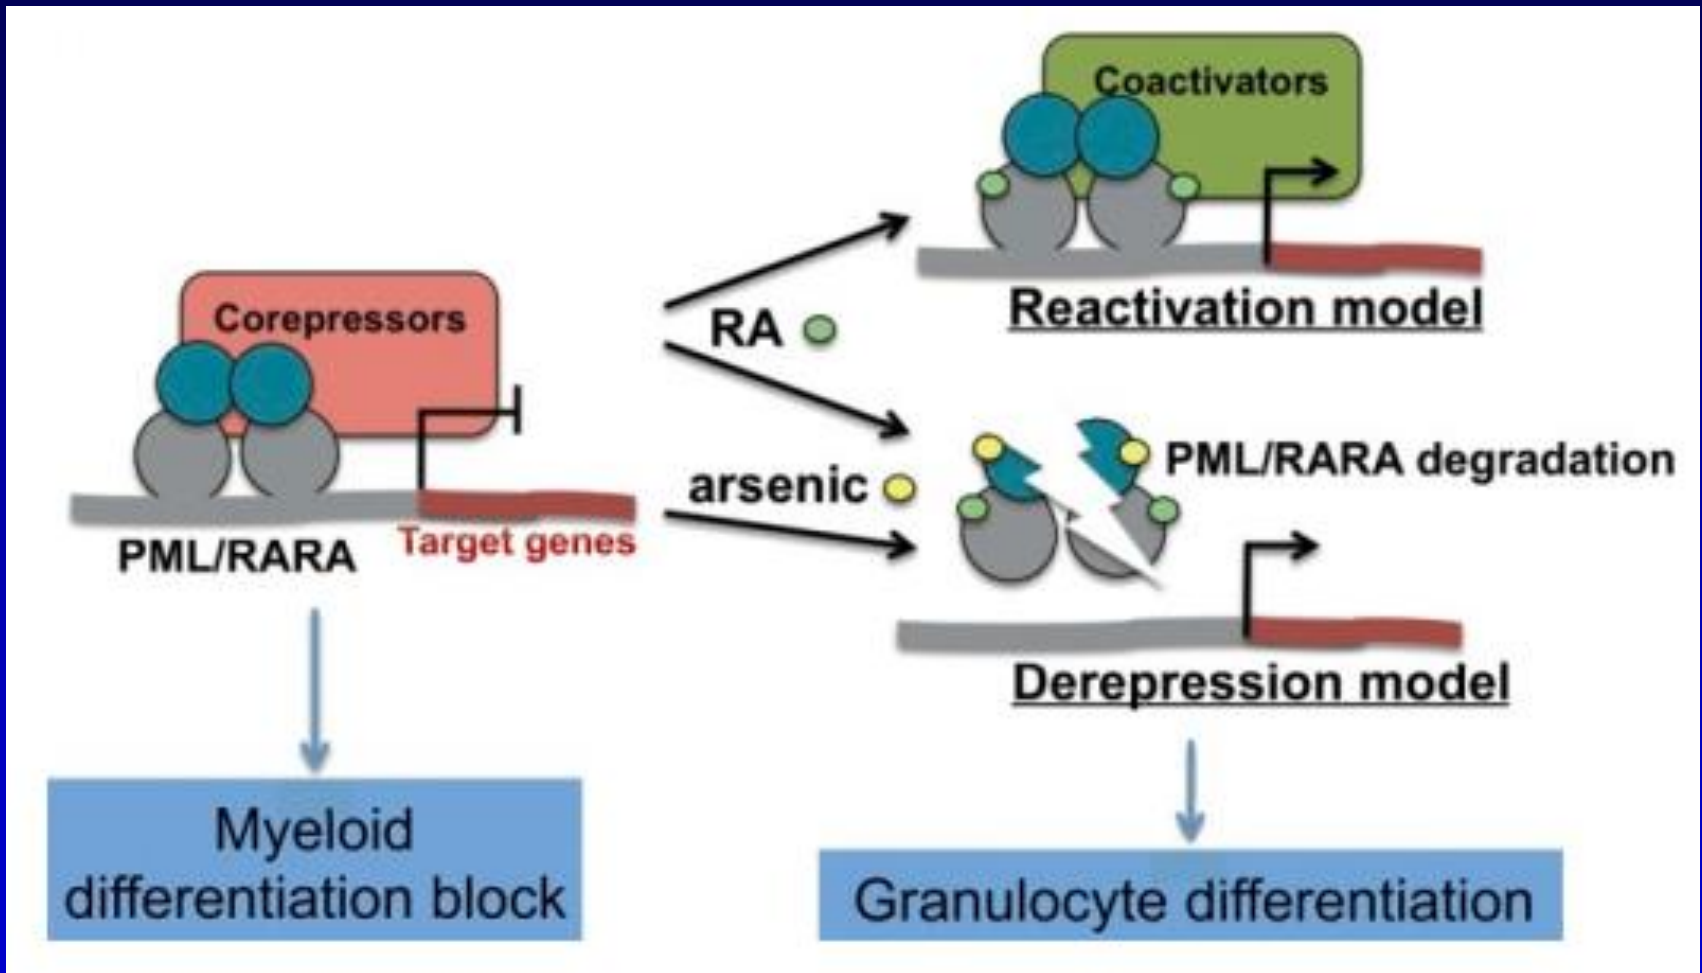 Coactivators
Reactivation model
Corepressors
RA
arsenic
PML/RARA degradation
PML/RARA
Target genes
Derepression model
Myeloid
differentiation block
Granulocyte differentiation